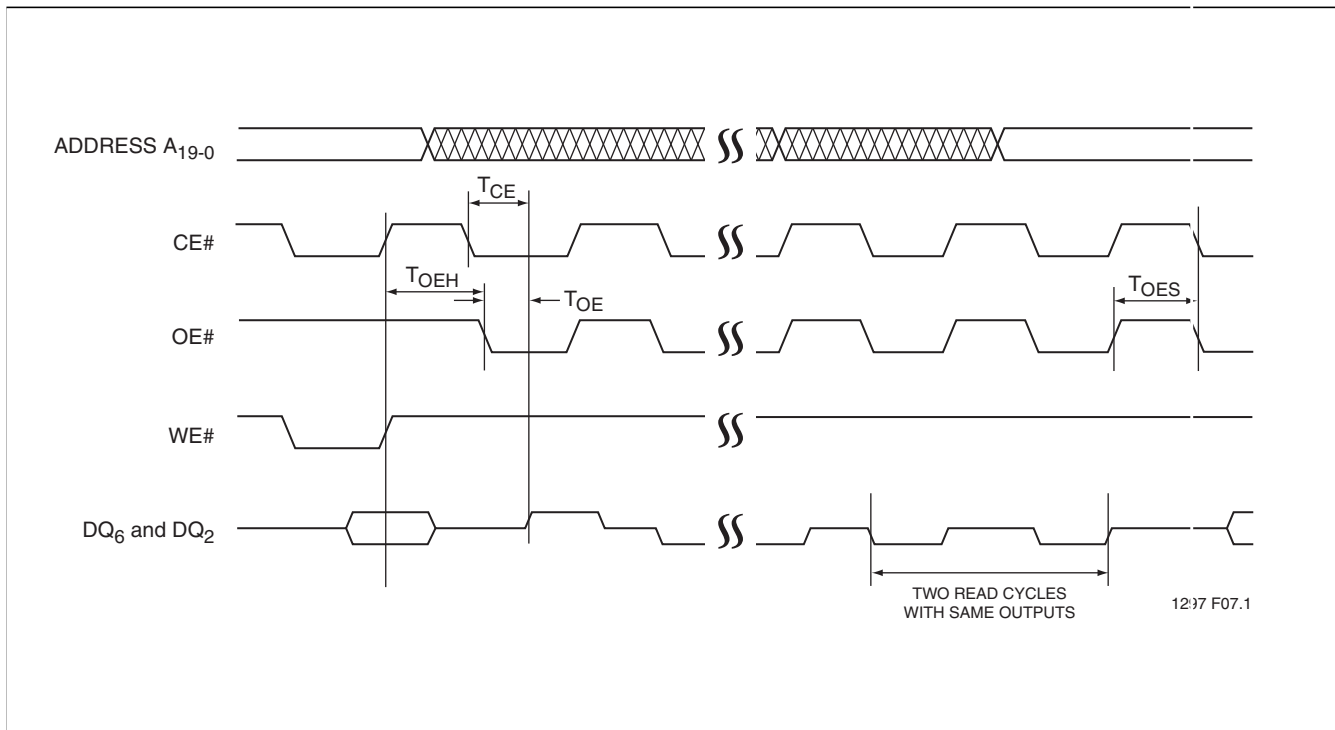 ADDRESS A19-0
TCE
CE#
TOEH
TOE
TOES
OE#
WE#
DQ6 and DQ2
TWO READ CYCLES
WITH SAME OUTPUTS
1297 F07.1